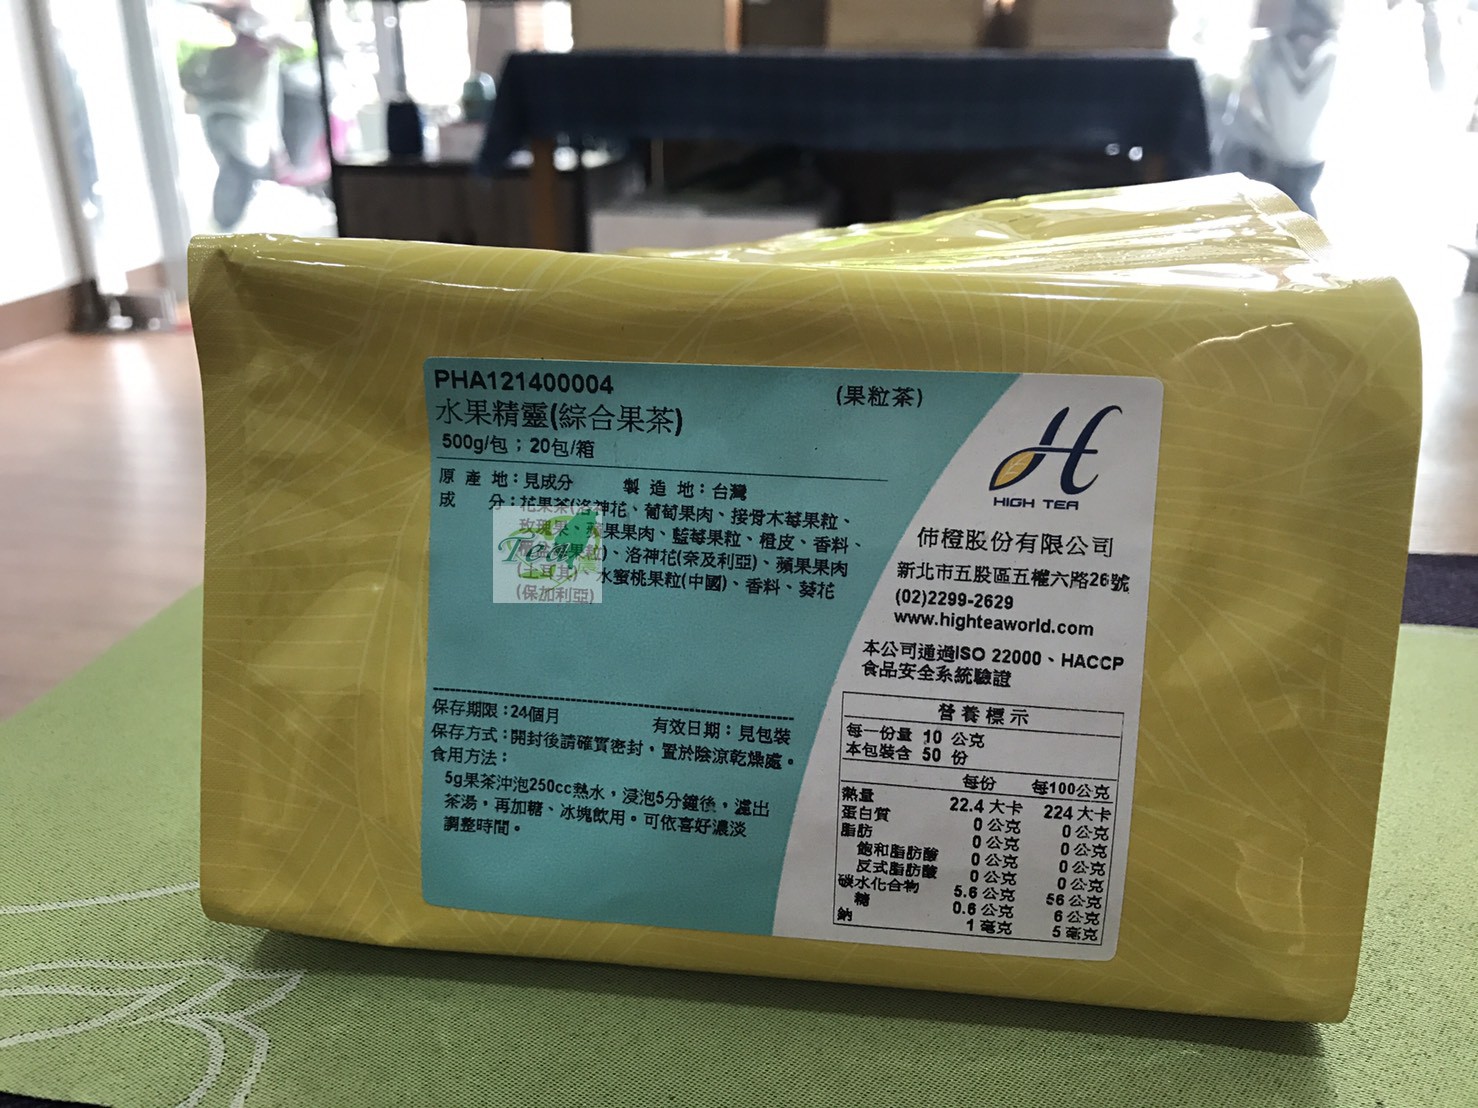 PHA121400004
(果粒茶)
水果精靈(綜合果茶)
500g/包；20包/箱
原產地：見成分 製造地：台灣
成 分：花果茶(洛神花、葡萄果肉、接骨木莓果粒、
玫瑰果、蘋果果肉、藍莓果粒、橙皮、香料、
果粒)、洛神花(奈及利亞)、蘋果果肉
(土耳其)、水蜜桃果粒(中國)、香料、葵花
(保加利亞)
Tea
保存期限：24個月 有效日期：見包裝
保存方式：開封後請確實密封，置於陰涼乾燥處。
食用方法：
5g果茶沖泡250cc熱水，浸泡5分鐘後，濾出
茶湯，再加糖、冰塊飲用。可依喜好濃淡
調整時間。
H
HIGH TEA
伂橙股份有限公司
新北市五股區五權六路26號
(02)2299-2629
www.highteaworld.com
本公司通過ISO 22000、HACCP
食品安全系統驗證
營養標示
每一份量 10 公克
本包裝含 50 份
每份 每100公克
熱量 22.4 大卡 224 大卡
蛋白質 0 公克 0 公克
脂肪 0 公克 0 公克
飽和脂肪酸 0 公克 0 公克
反式脂肪酸 0 公克 0 公克
碳水化合物 5.6 公克 56 公克
糖 0.6 公克 6 公克
鈉 1 毫克 5 毫克